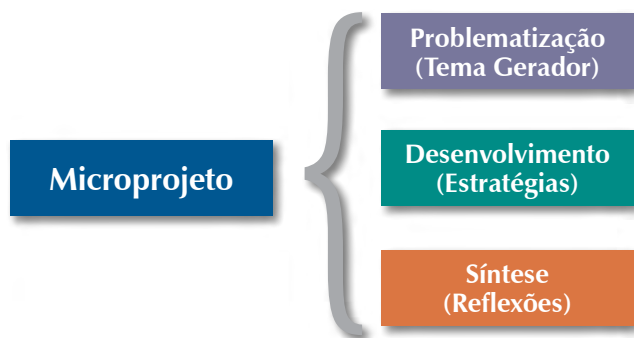 Microprojeto
Problematização
(Tema Gerador)
Desenvolvimento
(Estratégias)
Síntese
(Reflexões)